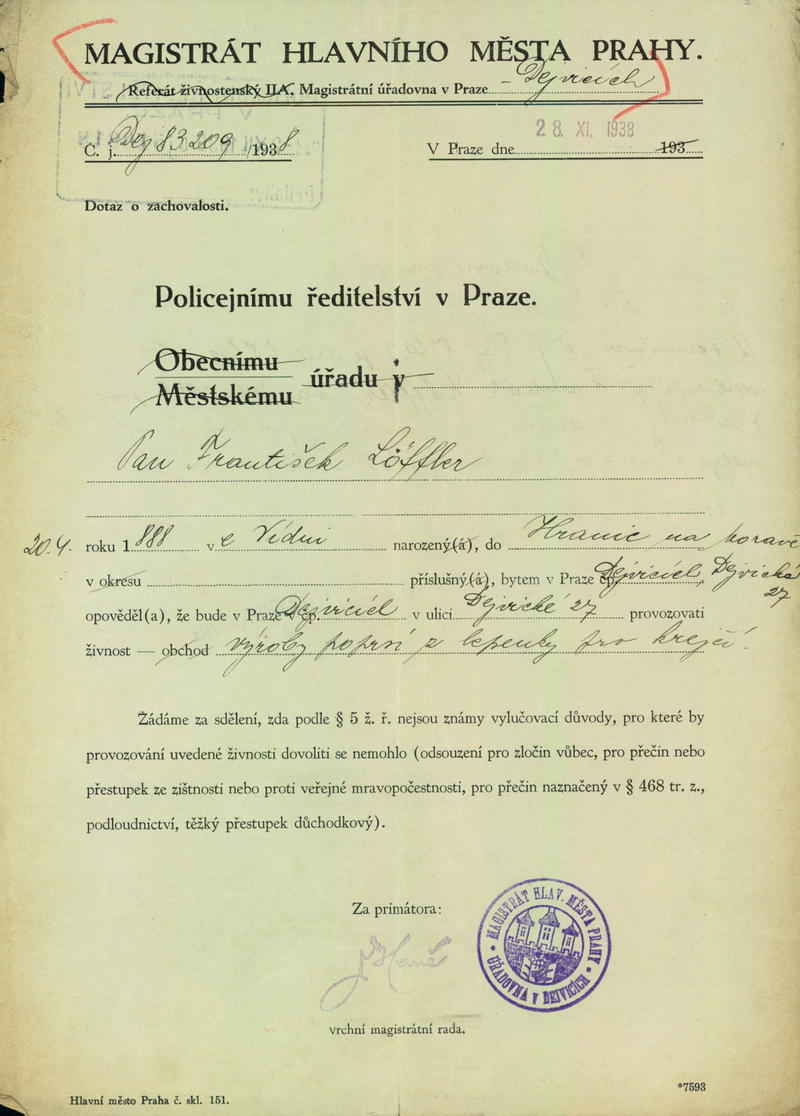 MAGISTRÁT HLAVNÍHO MĚSTA PRAHY.
Referát živnostenský II.A. Magistrátní úřadovna v Praze - Dejvicích
Č. j. Dej 83209/1938
28. XI. 1938
V Praze dne 193
Dotaz o zachovalosti.
Policejnímu ředitelství v Praze.
Obecnímu
Městskému
úřadu v
Pan František Löffler
20.4. roku 1888 v e Vídni narozený(á), do Hranic na Moravě
v okresu příslušný(á), bytem v Praze čp. Dejvicích, Dejvická 27
opověděl(a), že bude v Praze v čp. Dejvicích v ulici Dejvické 27 provozovati
živnost — obchod výroby poprsí z lepenky pro krejčí.
Žádáme za sdělení, zda podle § 5 ž. ř. nejsou známy vylučovací důvody, pro které by
provozování uvedené živnosti dovoliti se nemohlo (odsouzení pro zločin vůbec, pro přečin nebo
přestupek ze zištnosti nebo proti veřejné mravopočestnosti, pro přečin naznačený v § 468 tr. z.,
podloudnictví, těžký přestupek důchodkový).
Za primátora:
MAGISTRÁT HLAV. MĚSTA PRAHY
ÚŘADOVNA V DEJVICÍCH
vrchní magistrátní rada.
*7593
Hlavní město Praha č. skl. 151.